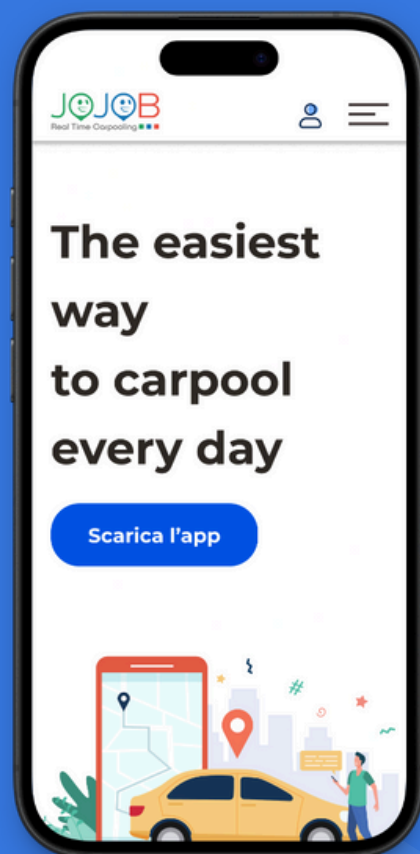 JOJOB
Real Time Carpooling
The easiest
way
to carpool
every day
Scarica l'app